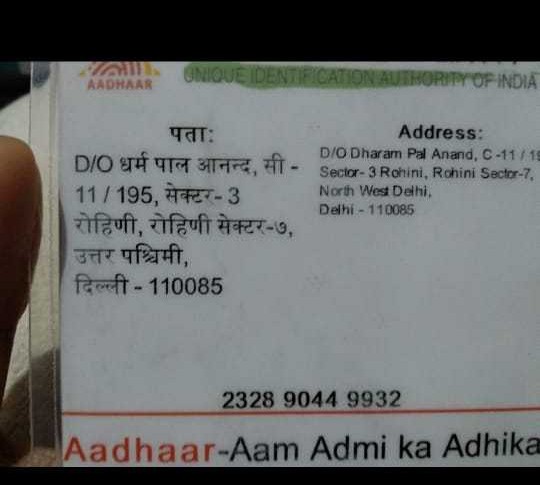 AADHAAR
UNIQUE IDENTIFICATION AUTHORITY OF INDIA
पता:
D/O धर्म पाल आनन्द, सी -
11 / 195, सेक्टर- 3
रोहिणी, रोहिणी सेक्टर-७,
उत्तर पश्चिमी,
दिल्ली - 110085
Address:
D/O Dharam Pal Anand, C -11 /
Sector- 3 Rohini, Rohini Sector-7,
North West Delhi,
Delhi - 110085
2328 9044 9932
Aadhaar-Aam Admi ka Adhika